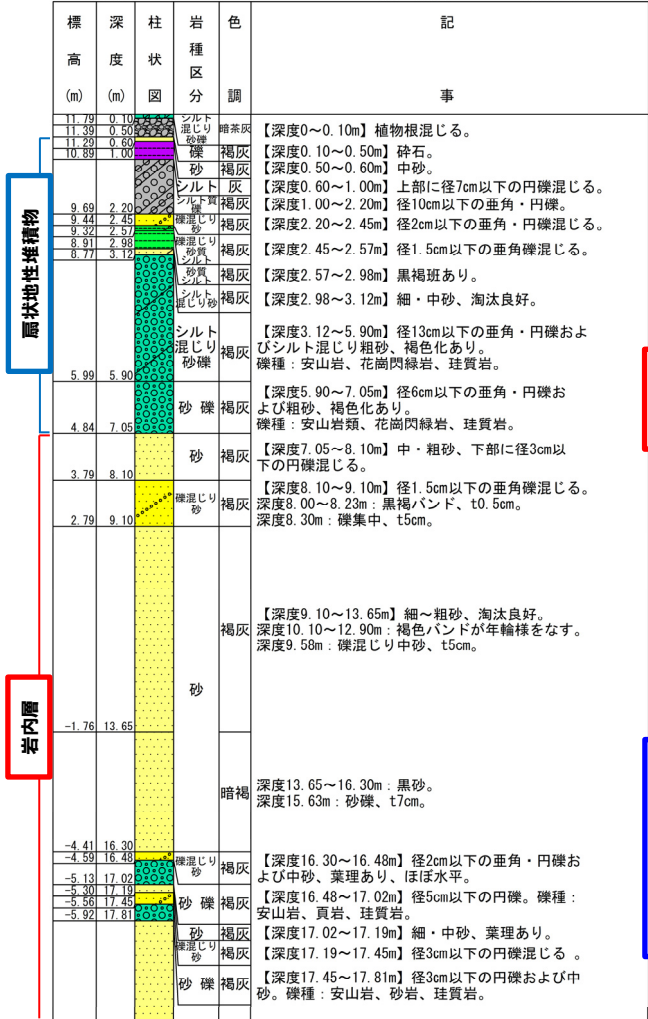 標高(m) 深度(m) 柱状図 岩種区分 色調 記事
扇状地性堆積物
岩内層
11.79 0.10
11.39 0.50
11.29 0.60
10.89 1.00
9.69 2.20
9.44 2.45
9.32 2.57
8.91 2.98
8.77 3.12
5.99 5.90
4.84 7.05
3.79 8.10
2.79 9.10
-1.76 13.65
-4.41 16.30
-4.59 16.48
-5.13 17.02
-5.30 17.19
-5.56 17.45
-5.92 17.81
シルト
混じり
砂礫
暗茶灰
礫 褐灰
砂 褐灰
シルト 灰
シルト質
礫
褐灰
礫混じり
砂
褐灰
礫混じり
砂質
シルト
褐灰
砂質
シルト
褐灰
シルト
混じり砂
褐灰
シルト
混じり
砂礫
褐灰
砂 礫 褐灰
砂 褐灰
礫混じり
砂
褐灰
砂
褐灰
暗褐
礫混じり
砂
褐灰
砂 礫 褐灰
砂 褐灰
礫混じり
砂
褐灰
砂 礫 褐灰
【深度0～0.10m】植物根混じる。
【深度0.10～0.50m】砕石。
【深度0.50～0.60m】中砂。
【深度0.60～1.00m】上部に径7cm以下の円礫混じる。
【深度1.00～2.20m】径10cm以下の亜角・円礫。
【深度2.20～2.45m】径2cm以下の亜角・円礫混じる。
【深度2.45～2.57m】径1.5cm以下の亜角礫混じる。
【深度2.57～2.98m】黒褐斑あり。
【深度2.98～3.12m】細・中砂、淘汰良好。
【深度3.12～5.90m】径13cm以下の亜角・円礫およ
びシルト混じり粗砂、褐色化あり。
礫種：安山岩、花崗閃緑岩、珪質岩。
【深度5.90～7.05m】径6cm以下の亜角・円礫お
よび粗砂、褐色化あり。
礫種：安山岩類、花崗閃緑岩、珪質岩。
【深度7.05～8.10m】中・粗砂、下部に径3cm以
下の円礫混じる。
【深度8.10～9.10m】径1.5cm以下の亜角礫混じる。
深度8.00～8.23m：黒褐バンド、t0.5cm。
深度8.30m：礫集中、t5cm。
【深度9.10～13.65m】細～粗砂、淘汰良好。
深度10.10～12.90m：褐色バンドが年輪様をなす。
深度9.58m：礫混じり中砂、t5cm。
深度13.65～16.30m：黒砂。
深度15.63m：砂礫、t7cm。
【深度16.30～16.48m】径2cm以下の亜角・円礫お
よび中砂、葉理あり、ほぼ水平。
【深度16.48～17.02m】径5cm以下の円礫。礫種：
安山岩、頁岩、珪質岩。
【深度17.02～17.19m】細・中砂、葉理あり。
【深度17.19～17.45m】径3cm以下の円礫混じる 。
【深度17.45～17.81m】径3cm以下の円礫および中
砂。礫種：安山岩、砂岩、珪質岩。